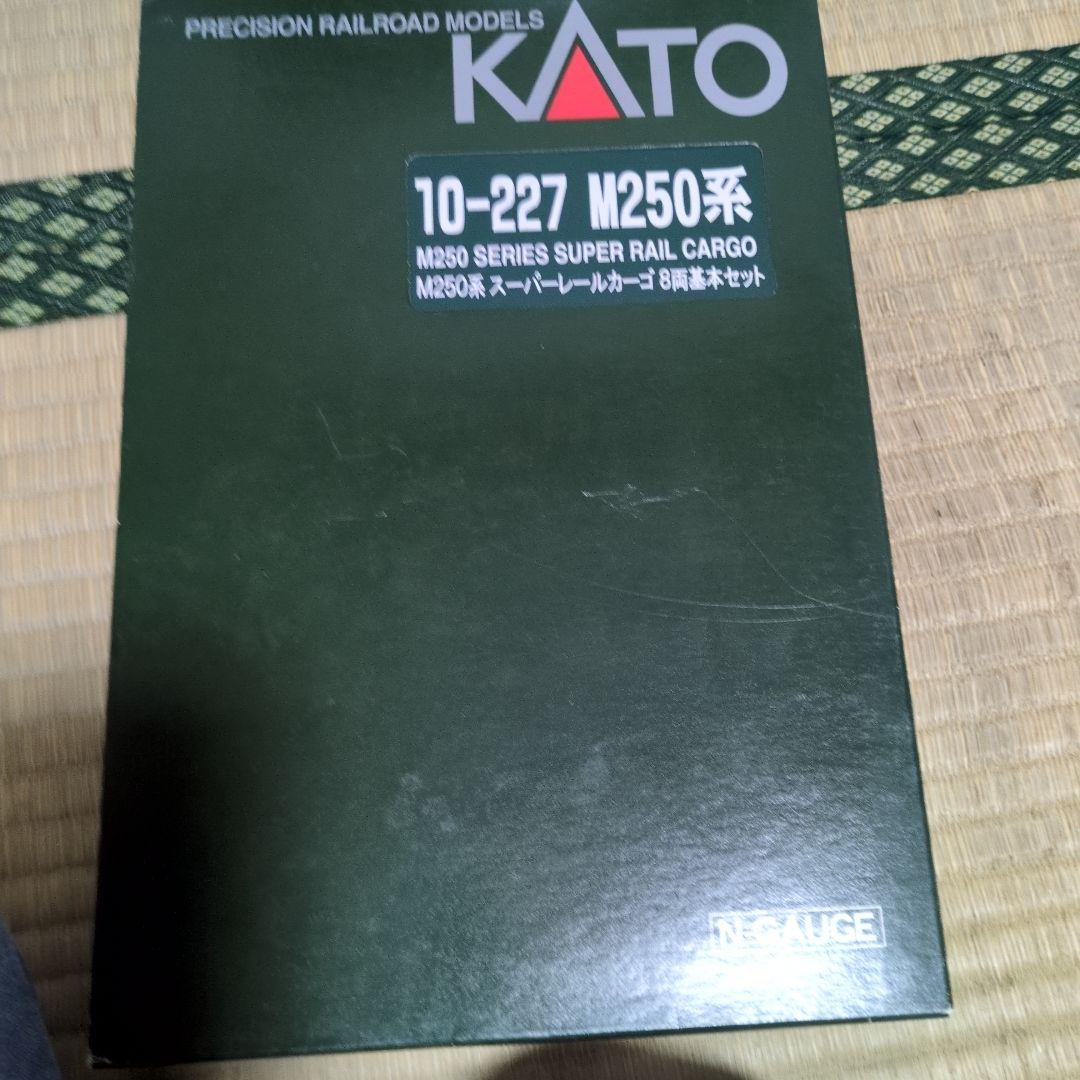 PRECISION RAILROAD MODELS
KATO
10-227 M250系
M250 SERIES SUPER RAIL CARGO
M250系 スーパーレールカーゴ 8両基本セット
N-GAUGE